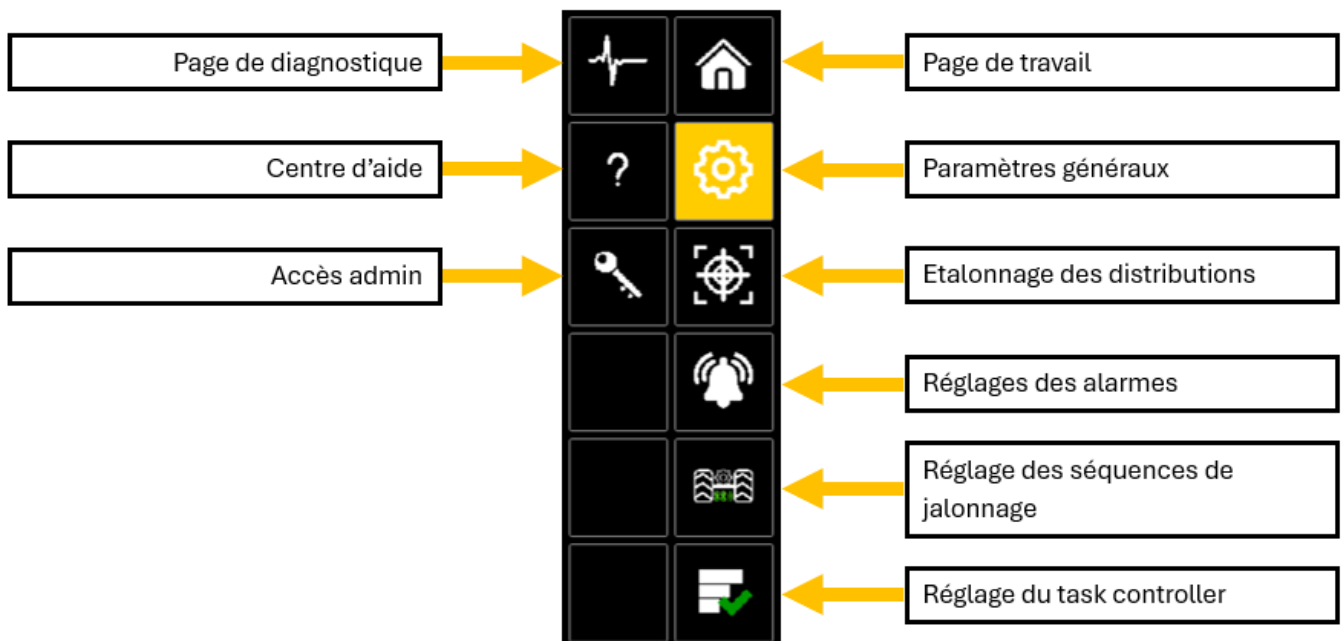 Page de diagnostique
Page de travail
Centre d'aide
?
Paramètres généraux
Accès admin
Etalonnage des distributions
Réglages des alarmes
Réglage des séquences de
jalonnage
Réglage du task controller